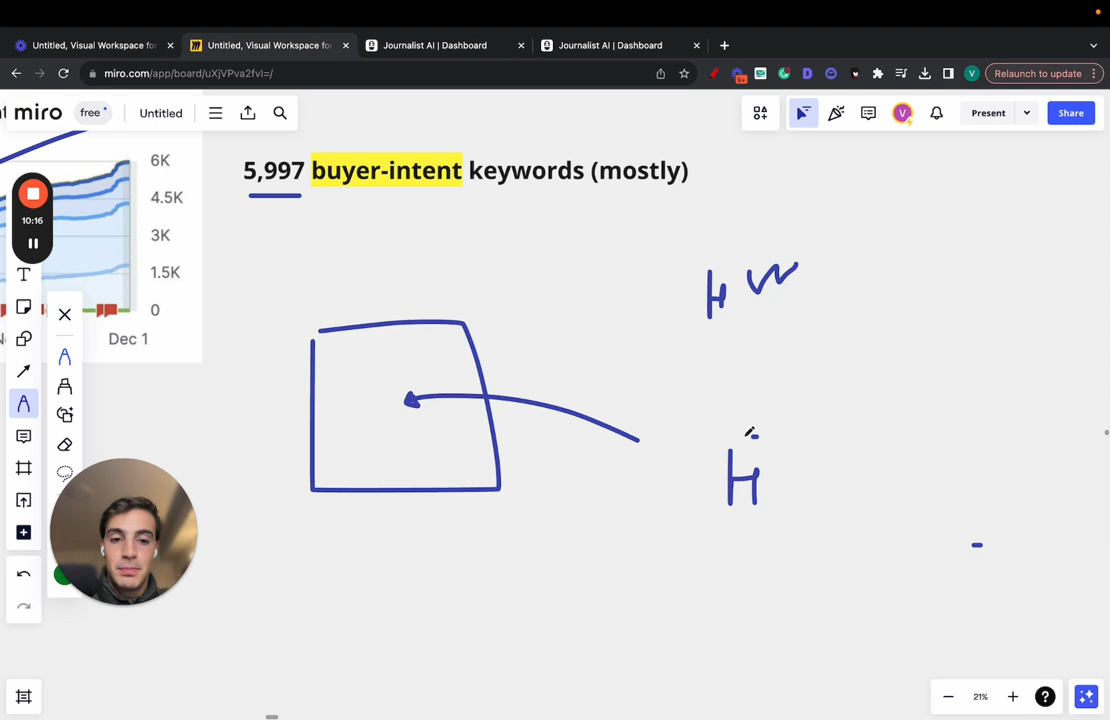 Untitled, Visual Workspace for
Untitled, Visual Workspace for
Journalist AI | Dashboard
Journalist AI | Dashboard
miro.com/app/board/uXjVPva2fvI=/
V
Relaunch to update
miro
free
Untitled
V
Present
Share
5,997 buyer-intent keywords (mostly)
6K
4.5K
3K
1.5K
0
Dec 1
10:16
T
H W
H
21%
?